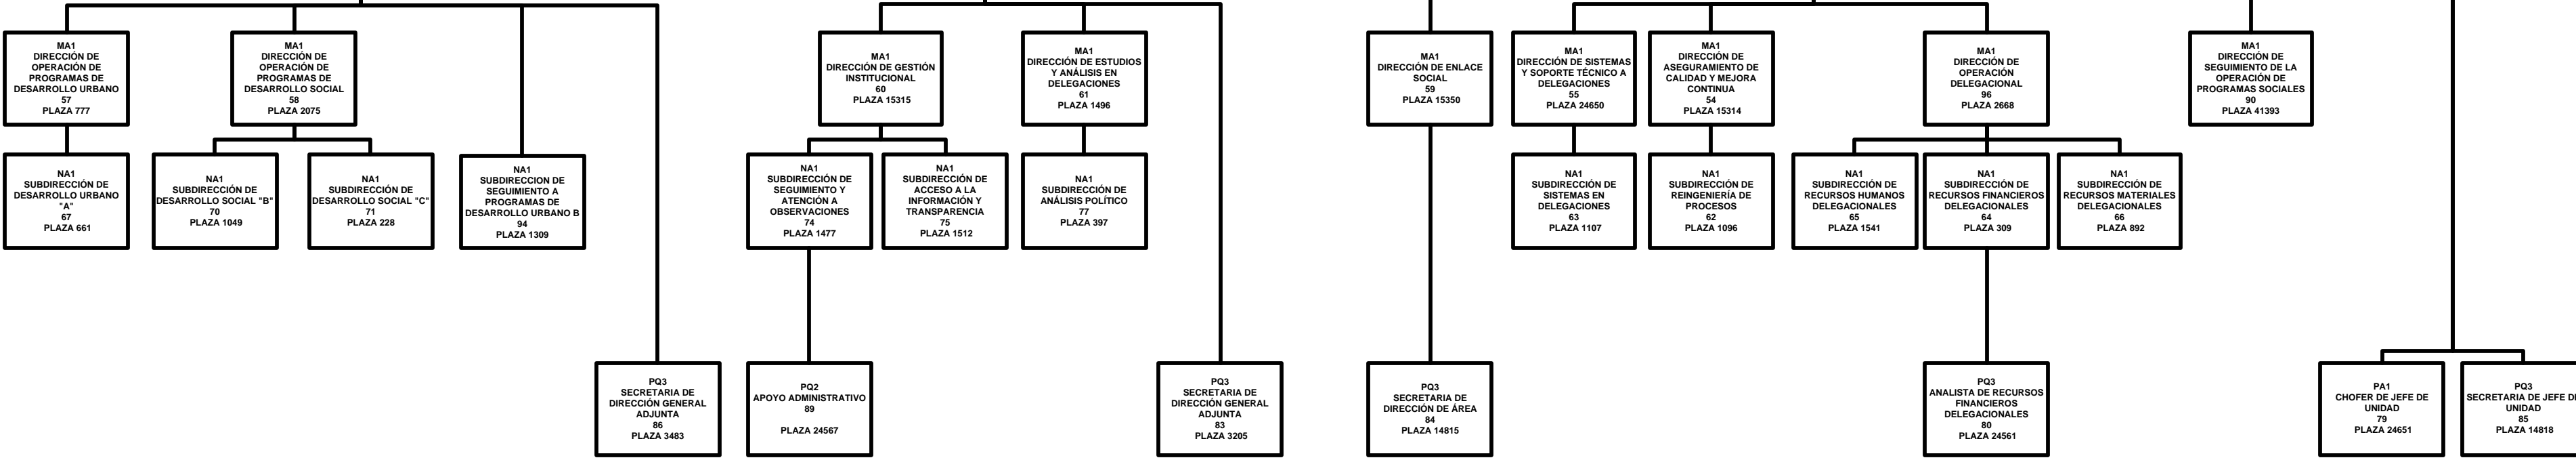 MA1
DIRECCIÓN DE
OPERACIÓN DE
PROGRAMAS DE
DESARROLLO URBANO
57
PLAZA 777
MA1
DIRECCIÓN DE
OPERACIÓN DE
PROGRAMAS DE
DESARROLLO SOCIAL
58
PLAZA 2075
MA1
DIRECCIÓN DE GESTIÓN
INSTITUCIONAL
60
PLAZA 15315
MA1
DIRECCIÓN DE ESTUDIOS
Y ANÁLISIS EN
DELEGACIONES
61
PLAZA 1496
MA1
DIRECCIÓN DE ENLACE
SOCIAL
59
PLAZA 15350
MA1
DIRECCIÓN DE SISTEMAS
Y SOPORTE TÉCNICO A
DELEGACIONES
55
PLAZA 24650
MA1
DIRECCIÓN DE
ASEGURAMIENTO DE
CALIDAD Y MEJORA
CONTINUA
54
PLAZA 15314
MA1
DIRECCIÓN DE
OPERACIÓN
DELEGACIONAL
96
PLAZA 2668
MA1
DIRECCIÓN DE
SEGUIMIENTO DE LA
OPERACIÓN DE
PROGRAMAS SOCIALES
90
PLAZA 41393
NA1
SUBDIRECCIÓN DE
DESARROLLO URBANO
"A"
67
PLAZA 661
NA1
SUBDIRECCIÓN DE
DESARROLLO SOCIAL "B"
70
PLAZA 1049
NA1
SUBDIRECCIÓN DE
DESARROLLO SOCIAL "C"
71
PLAZA 228
NA1
SUBDIRECCION DE
SEGUIMIENTO A
PROGRAMAS DE
DESARROLLO URBANO B
94
PLAZA 1309
NA1
SUBDIRECCIÓN DE
SEGUIMIENTO Y
ATENCIÓN A
OBSERVACIONES
74
PLAZA 1477
NA1
SUBDIRECCIÓN DE
ACCESO A LA
INFORMACIÓN Y
TRANSPARENCIA
75
PLAZA 1512
NA1
SUBDIRECCIÓN DE
ANÁLISIS POLÍTICO
77
PLAZA 397
NA1
SUBDIRECCIÓN DE
SISTEMAS EN
DELEGACIONES
63
PLAZA 1107
NA1
SUBDIRECCIÓN DE
REINGENIERÍA DE
PROCESOS
62
PLAZA 1096
NA1
SUBDIRECCIÓN DE
RECURSOS HUMANOS
DELEGACIONALES
65
PLAZA 1541
NA1
SUBDIRECCIÓN DE
RECURSOS FINANCIEROS
DELEGACIONALES
64
PLAZA 309
NA1
SUBDIRECCIÓN DE
RECURSOS MATERIALES
DELEGACIONALES
66
PLAZA 892
PQ3
SECRETARIA DE
DIRECCIÓN GENERAL
ADJUNTA
86
PLAZA 3483
PQ2
APOYO ADMINISTRATIVO
89
PLAZA 24567
PQ3
SECRETARIA DE
DIRECCIÓN GENERAL
ADJUNTA
83
PLAZA 3205
PQ3
SECRETARIA DE
DIRECCIÓN DE ÁREA
84
PLAZA 14815
PQ3
ANALISTA DE RECURSOS
FINANCIEROS
DELEGACIONALES
80
PLAZA 24561
PA1
CHOFER DE JEFE DE
UNIDAD
79
PLAZA 24651
PQ3
SECRETARIA DE JEFE
UNIDAD
85
PLAZA 14818